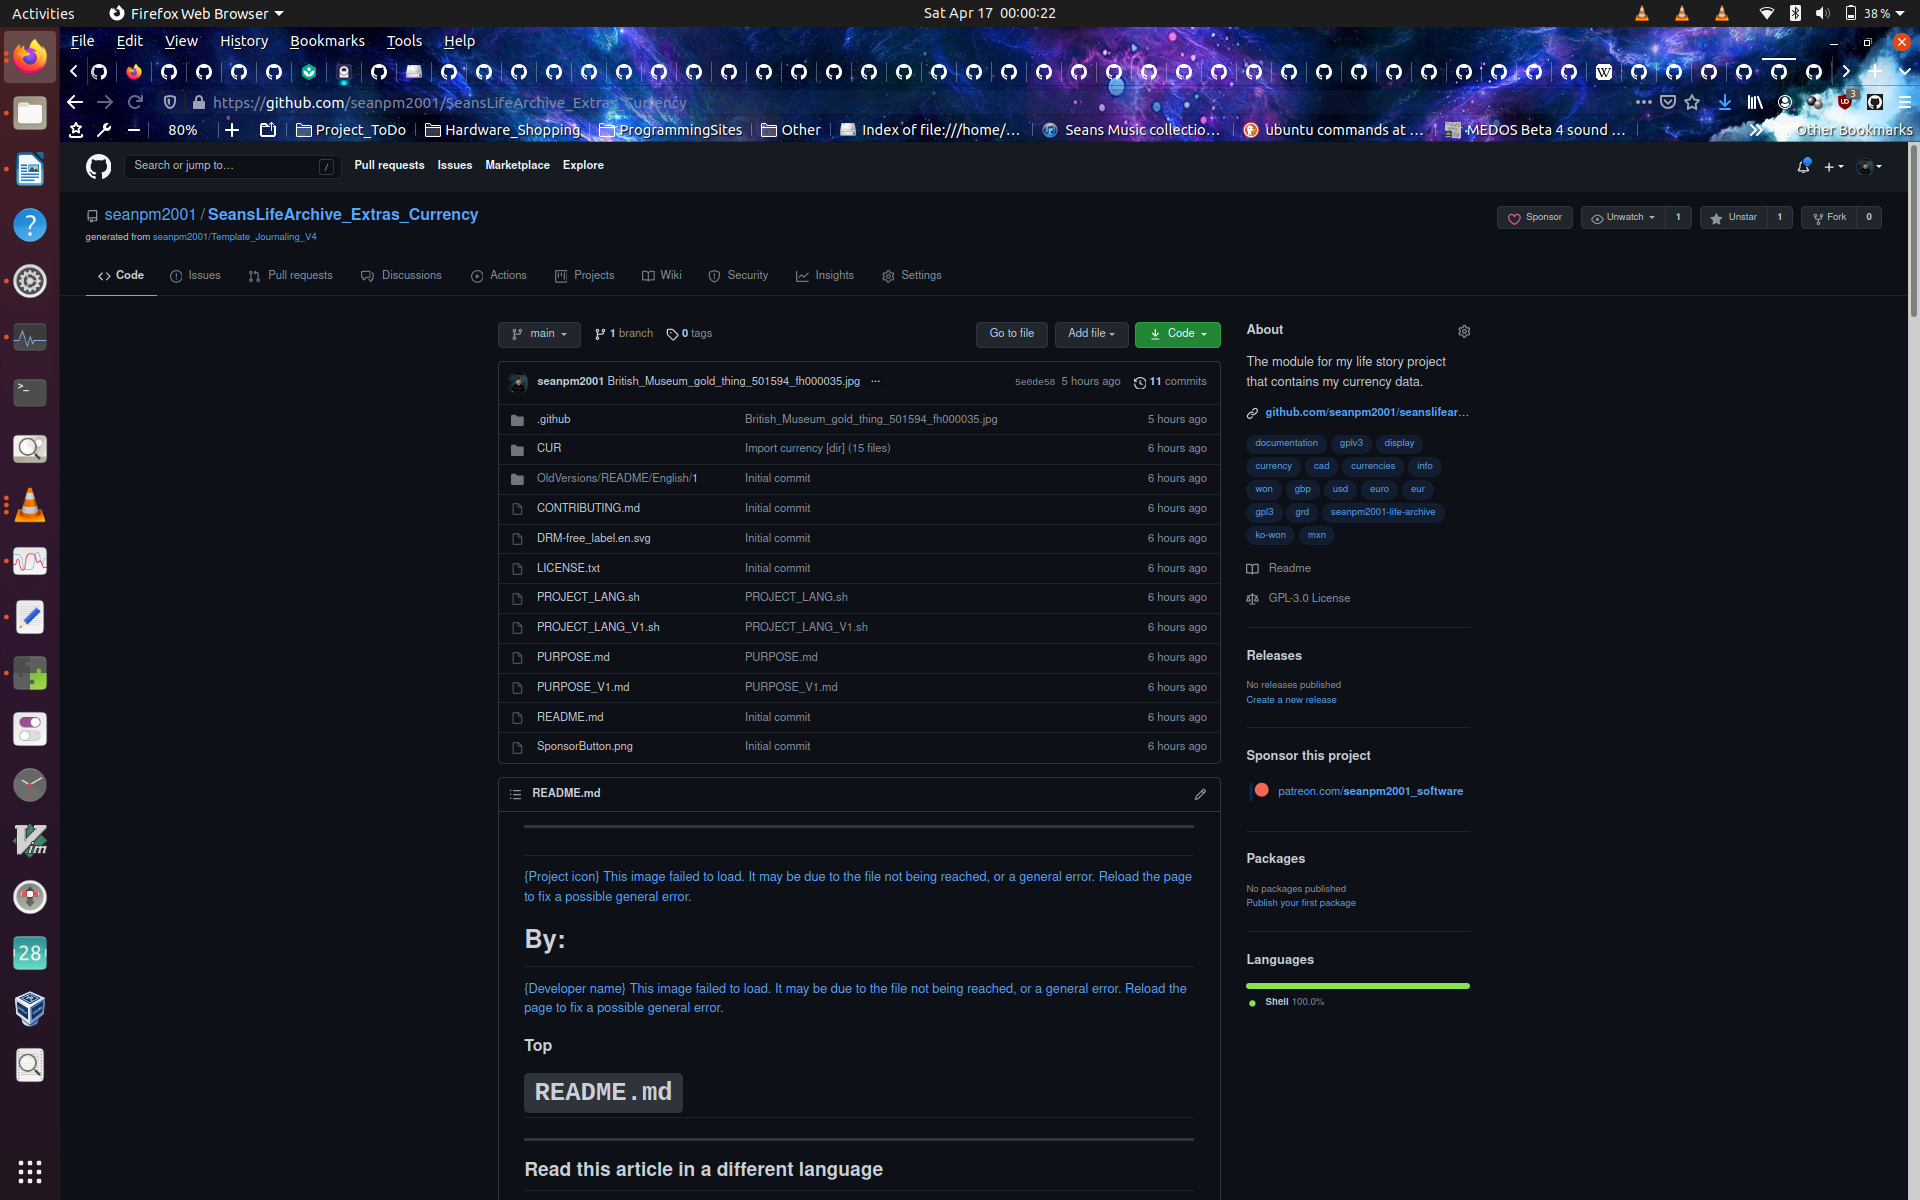 Activities Firefox Web Browser Sat Apr 17 00:00:22 38 %
File Edit View History Bookmarks Tools Help
https://github.com/seanpm2001/SeansLifeArchive_Extras_Currency 3
80% Project_ToDo Hardware_Shopping ProgrammingSites Other Index of file:///home/... Seans Music collectio... ubuntu commands at ... MEDOS Beta 4 sound ... Other Bookmarks
Search or jump to... / Pull requests Issues Marketplace Explore
seanpm2001 / SeansLifeArchive_Extras_Currency Sponsor Unwatch 1 Unstar 1 Fork 0
generated from seanpm2001/Template_Journaling_V4
Code Issues Pull requests Discussions Actions Projects Wiki Security Insights Settings
main 1 branch 0 tags Go to file Add file Code
seanpm2001 British_Museum_gold_thing_501594_fh000035.jpg ... 5e0de58 5 hours ago 11 commits
.github British_Museum_gold_thing_501594_fh000035.jpg 5 hours ago
CUR Import currency [dir] (15 files) 6 hours ago
OldVersions/README/English/1 Initial commit 6 hours ago
CONTRIBUTING.md Initial commit 6 hours ago
DRM-free_label.en.svg Initial commit 6 hours ago
LICENSE.txt Initial commit 6 hours ago
PROJECT_LANG.sh PROJECT_LANG.sh 6 hours ago
PROJECT_LANG_V1.sh PROJECT_LANG_V1.sh 6 hours ago
PURPOSE.md PURPOSE.md 6 hours ago
PURPOSE_V1.md PURPOSE_V1.md 6 hours ago
README.md Initial commit 6 hours ago
SponsorButton.png Initial commit 6 hours ago
README.md
{Project icon} This image failed to load. It may be due to the file not being reached, or a general error. Reload the page
to fix a possible general error.
By:
{Developer name} This image failed to load. It may be due to the file not being reached, or a general error. Reload the
page to fix a possible general error.
Top
README.md
Read this article in a different language
About
The module for my life story project
that contains my currency data.
github.com/seanpm2001/seanslifear...
documentation gplv3 display
currency cad currencies info
won gbp usd euro eur
gpl3 grd seanpm2001-life-archive
ko-won mxn
Readme
GPL-3.0 License
Releases
No releases published
Create a new release
Sponsor this project
patreon.com/seanpm2001_software
Packages
No packages published
Publish your first package
Languages
Shell 100.0%
28